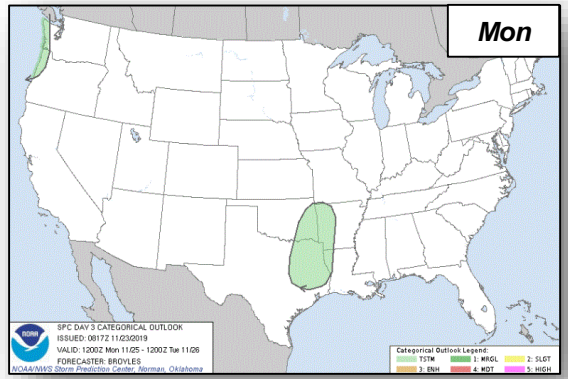 Mon
NOAA
SPC DAY 3 CATEGORICAL OUTLOOK
ISSUED: 0817Z 11/23/2019
VALID: 1200Z Mon 11/25 - 1200Z Tue 11/26
FORECASTER: BROYLES
NOAA/NWS Storm Prediction Center, Norman, Oklahoma
Categorical Outlook Legend:
TSTM 1: MRGL 2: SLGT
3: ENH 4: MDT 5: HIGH